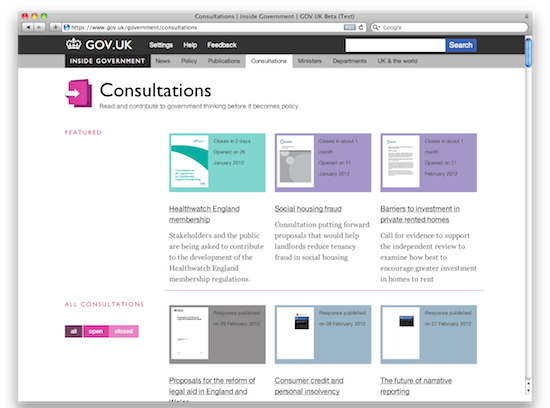 Consultations | Inside Government | GOV.UK Beta (Test)
https://www.gov.uk/government/consultations
Google
GOV.UK Settings Help Feedback Search
INSIDE GOVERNMENT News Policy Publications Consultations Ministers Departments UK & the world
Consultations
Read and contribute to government thinking before it becomes policy
FEATURED
Closes in 2 days
Opened on 26
January 2012
Healthwatch England
membership
Stakeholders and the public
are being asked to contribute
to the development of the
Healthwatch England
membership regulations.
Closes in about 1
month
Opened on 11
January 2012
Social housing fraud
Consultation putting forward
proposals that would help
landlords reduce tenancy
fraud in social housing
Closes in about 1
month
Opened on 21
February 2012
Barriers to investment in
private rented homes
Call for evidence to support
the independent review to
examine how best to
encourage greater investment
in homes to rent
ALL CONSULTATIONS
all open closed
Response published
on 29 February 2012
Proposals for the reform of
legal aid in England and
Wales
Response published
on 28 February 2012
Consumer credit and
personal insolvency
Response published
on 27 February 2012
The future of narrative
reporting